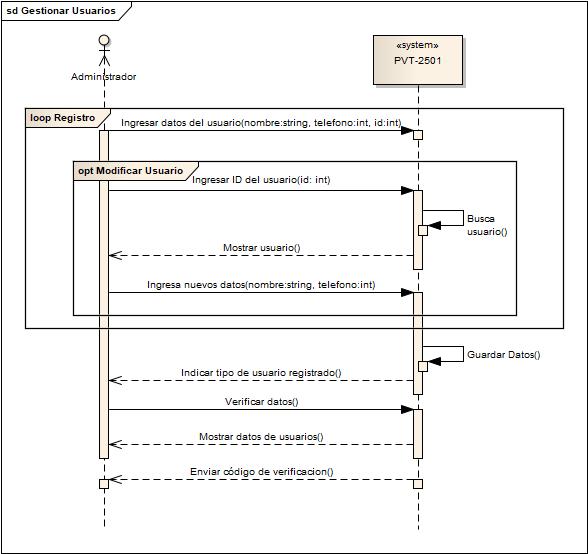 sd Gestionar Usuarios
«system»
PVT-2501
Administrador
loop Registro
Ingresar datos del usuario(nombre:string, telefono:int, id:int)
opt Modificar Usuario
Ingresar ID del usuario(id: int)
Busca
usuario()
Mostrar usuario()
Ingresa nuevos datos(nombre:string, telefono:int)
Guardar Datos()
Indicar tipo de usuario registrado()
Verificar datos()
Mostrar datos de usuarios()
Enviar código de verificacion()